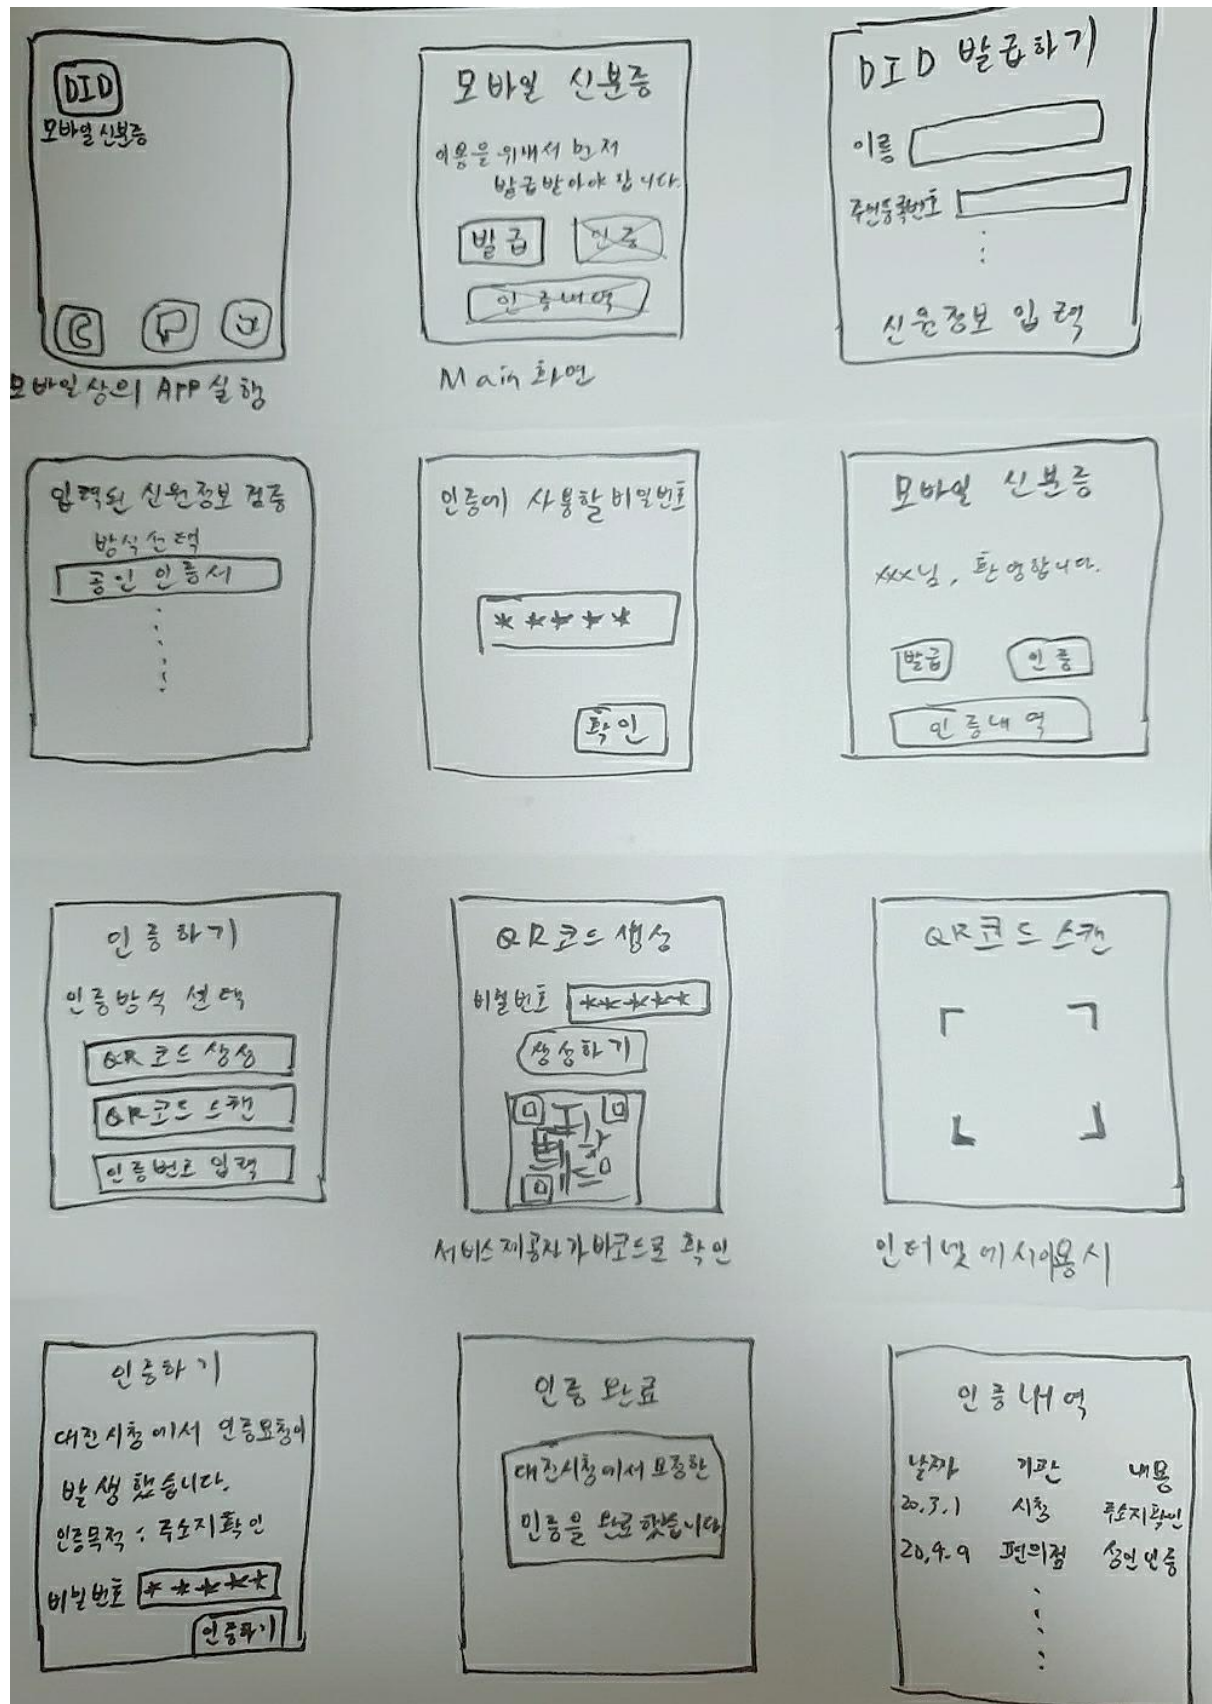 DID
모바일 신분증
모바일상의 APP 실행
모바일 신분증
이용을 위해서 먼저
발급받아야 합니다.
발급
인증
인증내역
Main 화면
DID 발급하기
이름
주민등록번호
신원정보 입력
입력된 신원정보 검증
방식선택
공인 인증서
인증에 사용할 비밀번호
* * * * *
확인
모바일 신분증
xxx님, 환영합니다.
발급
인증
인증내역
인증하기
인증방식 선택
QR 코드 생성
QR코드 스캔
인증번호 입력
QR코드 생성
비밀번호 *****
생성하기
서비스 제공자가 바코드로 확인
QR코드 스캔
인터넷에서 이용시
인증하기
대전시청에서 인증요청이
발생했습니다.
인증목적 : 주소지확인
비밀번호 *****
인증하기
인증 완료
대전시청에서 요청한
인증을 완료했습니다
인증내역
날짜 기관 내용
20.3.1 시청 주소지확인
20.4.9 편의점 성인인증